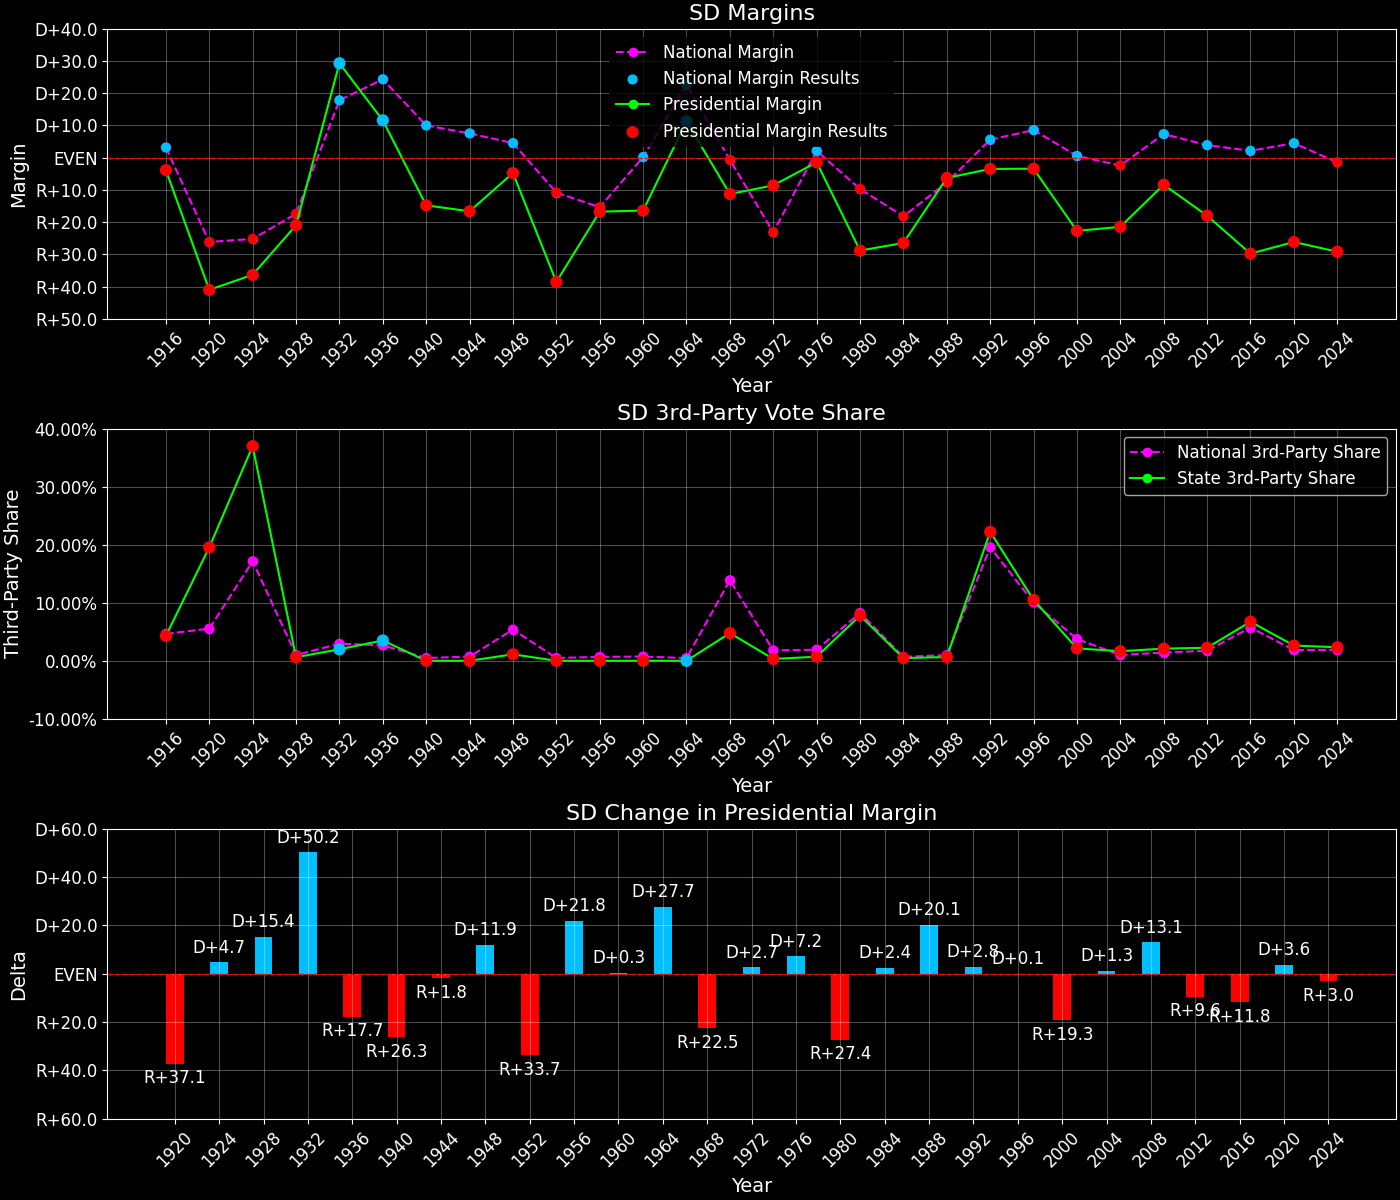 SD Margins
D+40.0
D+30.0
D+20.0
D+10.0
EVEN
R+10.0
R+20.0
R+30.0
R+40.0
R+50.0
Margin
National Margin
National Margin Results
Presidential Margin
Presidential Margin Results
1916 1920 1924 1928 1932 1936 1940 1944 1948 1952 1956 1960 1964 1968 1972 1976 1980 1984 1988 1992 1996 2000 2004 2008 2012 2016 2020 2024
Year
SD 3rd-Party Vote Share
40.00%
30.00%
20.00%
10.00%
0.00%
-10.00%
Third-Party Share
National 3rd-Party Share
State 3rd-Party Share
1916 1920 1924 1928 1932 1936 1940 1944 1948 1952 1956 1960 1964 1968 1972 1976 1980 1984 1988 1992 1996 2000 2004 2008 2012 2016 2020 2024
Year
SD Change in Presidential Margin
D+60.0
D+40.0
D+20.0
EVEN
R+20.0
R+40.0
R+60.0
Delta
R+37.1
D+4.7
D+15.4
D+50.2
R+17.7
R+26.3
R+1.8
D+11.9
R+33.7
D+21.8
D+0.3
D+27.7
R+22.5
D+2.7
D+7.2
R+27.4
D+2.4
D+20.1
D+2.8
D+0.1
R+19.3
D+1.3
D+13.1
R+9.6
R+11.8
D+3.6
R+3.0
1920 1924 1928 1932 1936 1940 1944 1948 1952 1956 1960 1964 1968 1972 1976 1980 1984 1988 1992 1996 2000 2004 2008 2012 2016 2020 2024
Year